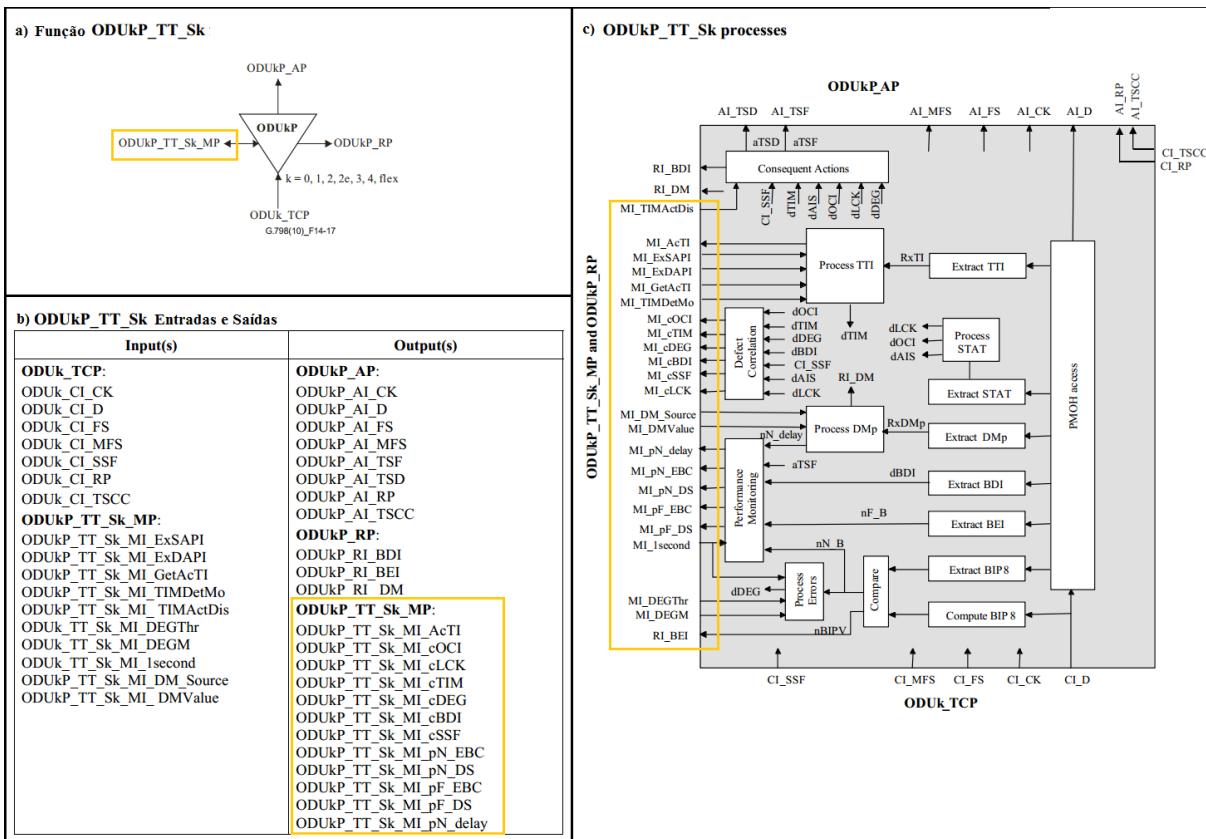 a) Função ODUkP_TT_Sk
ODUkP_AP
ODUkP
ODUkP_TT_Sk_MP
ODUkP_RP
k = 0, 1, 2, 2e, 3, 4, flex
ODUk_TCP
G.798(10)_F14-17
b) ODUkP_TT_Sk Entradas e Saídas
Input(s)
ODUk_TCP:
ODUk_CI_CK
ODUk_CI_D
ODUk_CI_FS
ODUk_CI_MFS
ODUk_CI_SSF
ODUk_CI_RP
ODUk_CI_TSCC
ODUkP_TT_Sk_MP:
ODUkP_TT_Sk_MI_ExSAPI
ODUkP_TT_Sk_MI_ExDAPI
ODUkP_TT_Sk_MI_GetAcTI
ODUkP_TT_Sk_MI_TIMDetMo
ODUkP_TT_Sk_MI_ TIMActDis
ODUk_TT_Sk_MI_DEGThr
ODUk_TT_Sk_MI_DEGM
ODUkP_TT_Sk_MI_1second
ODUkP_TT_Sk_MI_DM_Source
ODUkP_TT_Sk_MI_ DMValue
Output(s)
ODUkP_AP:
ODUkP_AI_CK
ODUkP_AI_D
ODUkP_AI_FS
ODUkP_AI_MFS
ODUkP_AI_TSF
ODUkP_AI_TSD
ODUkP_AI_RP
ODUkP_AI_TSCC
ODUkP_RP:
ODUkP_RI_BDI
ODUkP_RI_BEI
ODUkP_RI_DM
ODUkP_TT_Sk_MP:
ODUkP_TT_Sk_MI_AcTI
ODUkP_TT_Sk_MI_cOCI
ODUkP_TT_Sk_MI_cLCK
ODUkP_TT_Sk_MI_cTIM
ODUkP_TT_Sk_MI_cDEG
ODUkP_TT_Sk_MI_cBDI
ODUkP_TT_Sk_MI_cSSF
ODUkP_TT_Sk_MI_pN_EBC
ODUkP_TT_Sk_MI_pN_DS
ODUkP_TT_Sk_MI_pF_EBC
ODUkP_TT_Sk_MI_pF_DS
ODUkP_TT_Sk_MI_pN_delay
c) ODUkP_TT_Sk processes
ODUkP_AP
AI_TSD
AI_TSF
AI_MFS
AI_FS
AI_CK
AI_D
AI_RP
AI_TSCC
aTSD
aTSF
CI_TSCC
CI_RP
RI_BDI
Consequent Actions
RI_DM
MI_TIMActDis
CI_SSF
dTIM
dAIS
dOCI
dLCK
dDEG
ODUkP_TT_Sk_MP and ODUkP_RP
MI_AcTI
MI_ExSAPI
MI_ExDAPI
MI_GetAcTI
MI_TIMDetMo
Process TTI
RxTI
Extract TTI
dTIM
MI_cOCI
MI_cTIM
MI_cDEG
MI_cBDI
MI_cSSF
MI_cLCK
Defect Correlation
dOCI
dTIM
dDEG
dBDI
CI_SSF
dAIS
dLCK
dLCK
dOCI
dAIS
Process STAT
Extract STAT
PMOH access
RI_DM
MI_DM_Source
MI_DMValue
Process DMp
RxDMp
Extract DMp
nN_delay
MI_pN_delay
MI_pN_EBC
MI_pN_DS
MI_pF_EBC
MI_pF_DS
MI_1second
Performance Monitoring
aTSF
dBDI
Extract BDI
nF_B
Extract BEI
nN_B
Extract BIP8
dDEG
Process Errors
Compare
MI_DEGThr
MI_DEGM
Compute BIP 8
nBIPV
RI_BEI
CI_SSF
CI_MFS
CI_FS
CI_CK
CI_D
ODUk_TCP